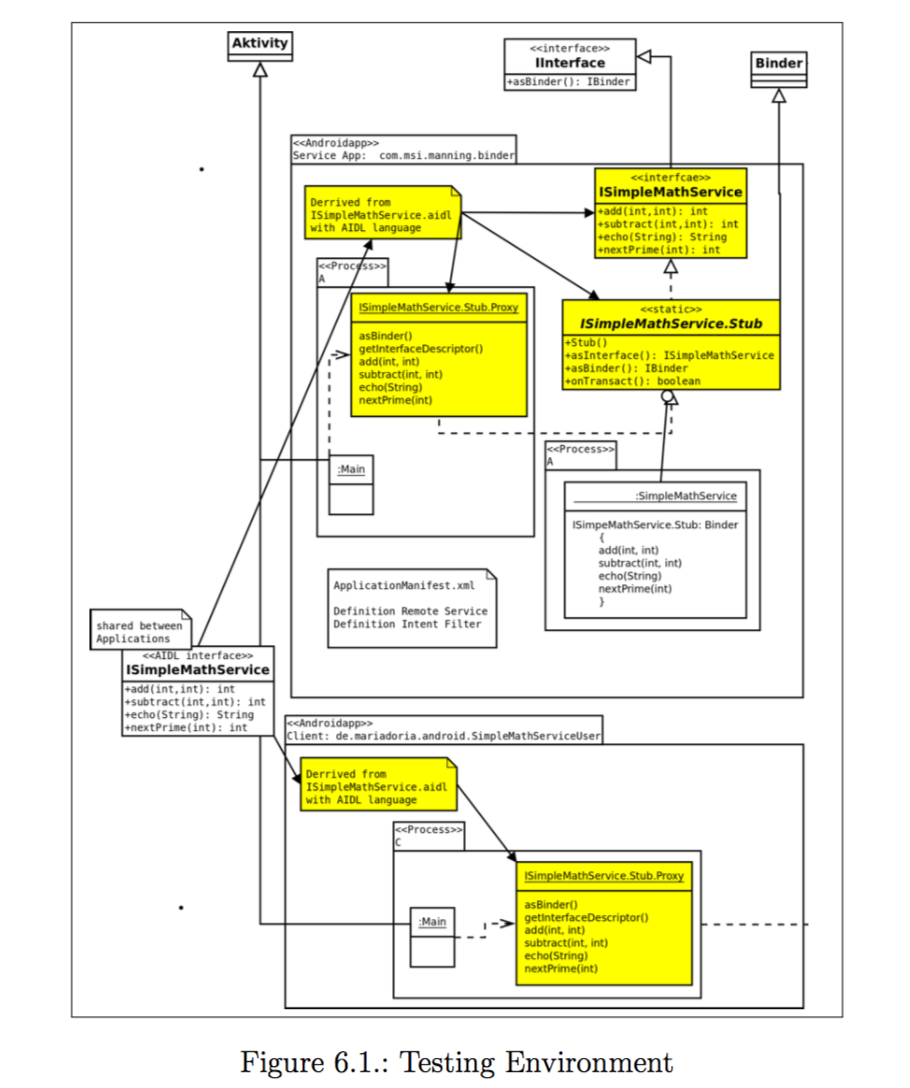 Aktivity
<<interface>>
IInterface
+asBinder(): IBinder
Binder
<<Androidapp>>
Service App:  com.msi.manning.binder
Derrived from
ISimpleMathService.aidl
with AIDL language
<<interfcae>>
ISimpleMathService
+add(int,int): int
+subtract(int,int): int
+echo(String): String
+nextPrime(int): int
<<Process>>
A
ISimpleMathService.Stub.Proxy
asBinder()
getInterfaceDescriptor()
add(int, int)
subtract(int, int)
echo(String)
nextPrime(int)
<<static>>
ISimpleMathService.Stub
+Stub()
+asInterface(): ISimpleMathService
+asBinder(): IBinder
+onTransact(): boolean
:Main
<<Process>>
A
:SimpleMathService
ISimpeMathService.Stub: Binder
{
add(int, int)
subtract(int, int)
echo(String)
nextPrime(int)
}
ApplicationManifest.xml
Definition Remote Service
Definition Intent Filter
shared between
Applications
<<AIDL interface>>
ISimpleMathService
+add(int,int): int
+subtract(int,int): int
+echo(String): String
+nextPrime(int): int
<<Androidapp>>
Client: de.mariadoria.android.SimpleMathServiceUser
Derrived from
ISimpleMathService.aidl
with AIDL language
<<Process>>
C
:Main
ISimpleMathService.Stub.Proxy
asBinder()
getInterfaceDescriptor()
add(int, int)
subtract(int, int)
echo(String)
nextPrime(int)
Figure 6.1.: Testing Environment